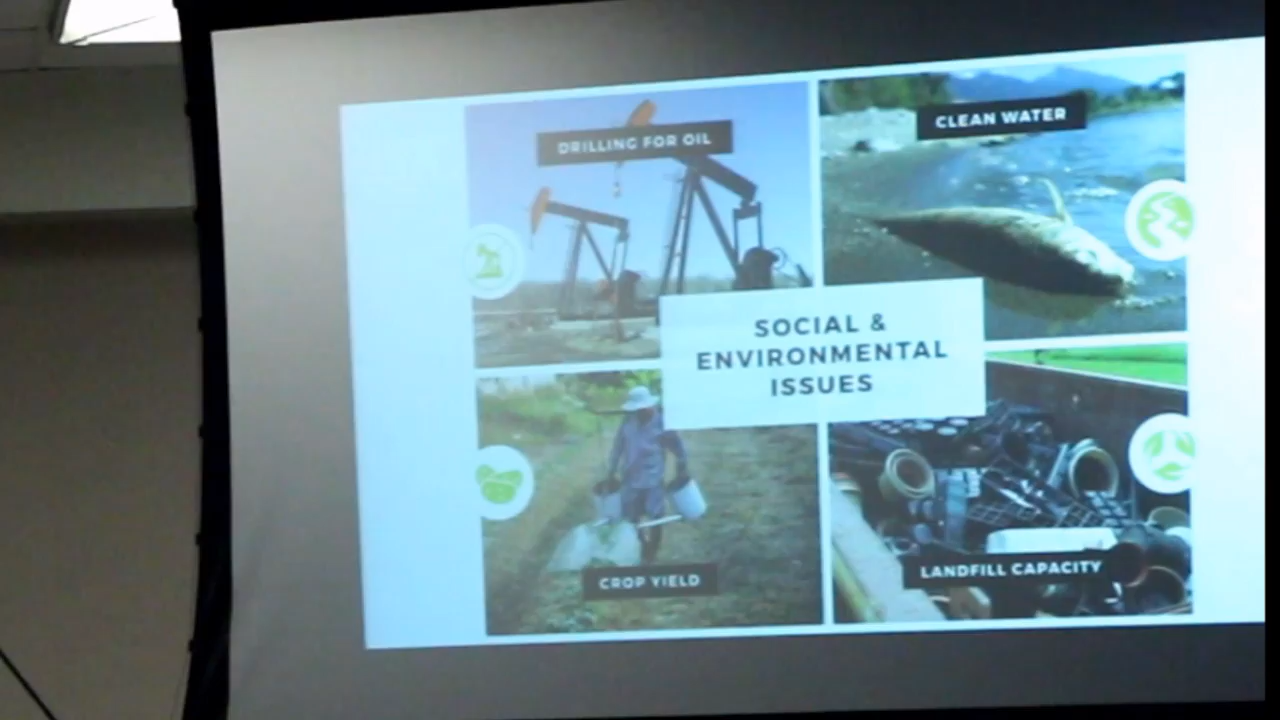 DRILLING FOR OIL
CLEAN WATER
SOCIAL &
ENVIRONMENTAL
ISSUES
CROP YIELD
LANDFILL CAPACITY